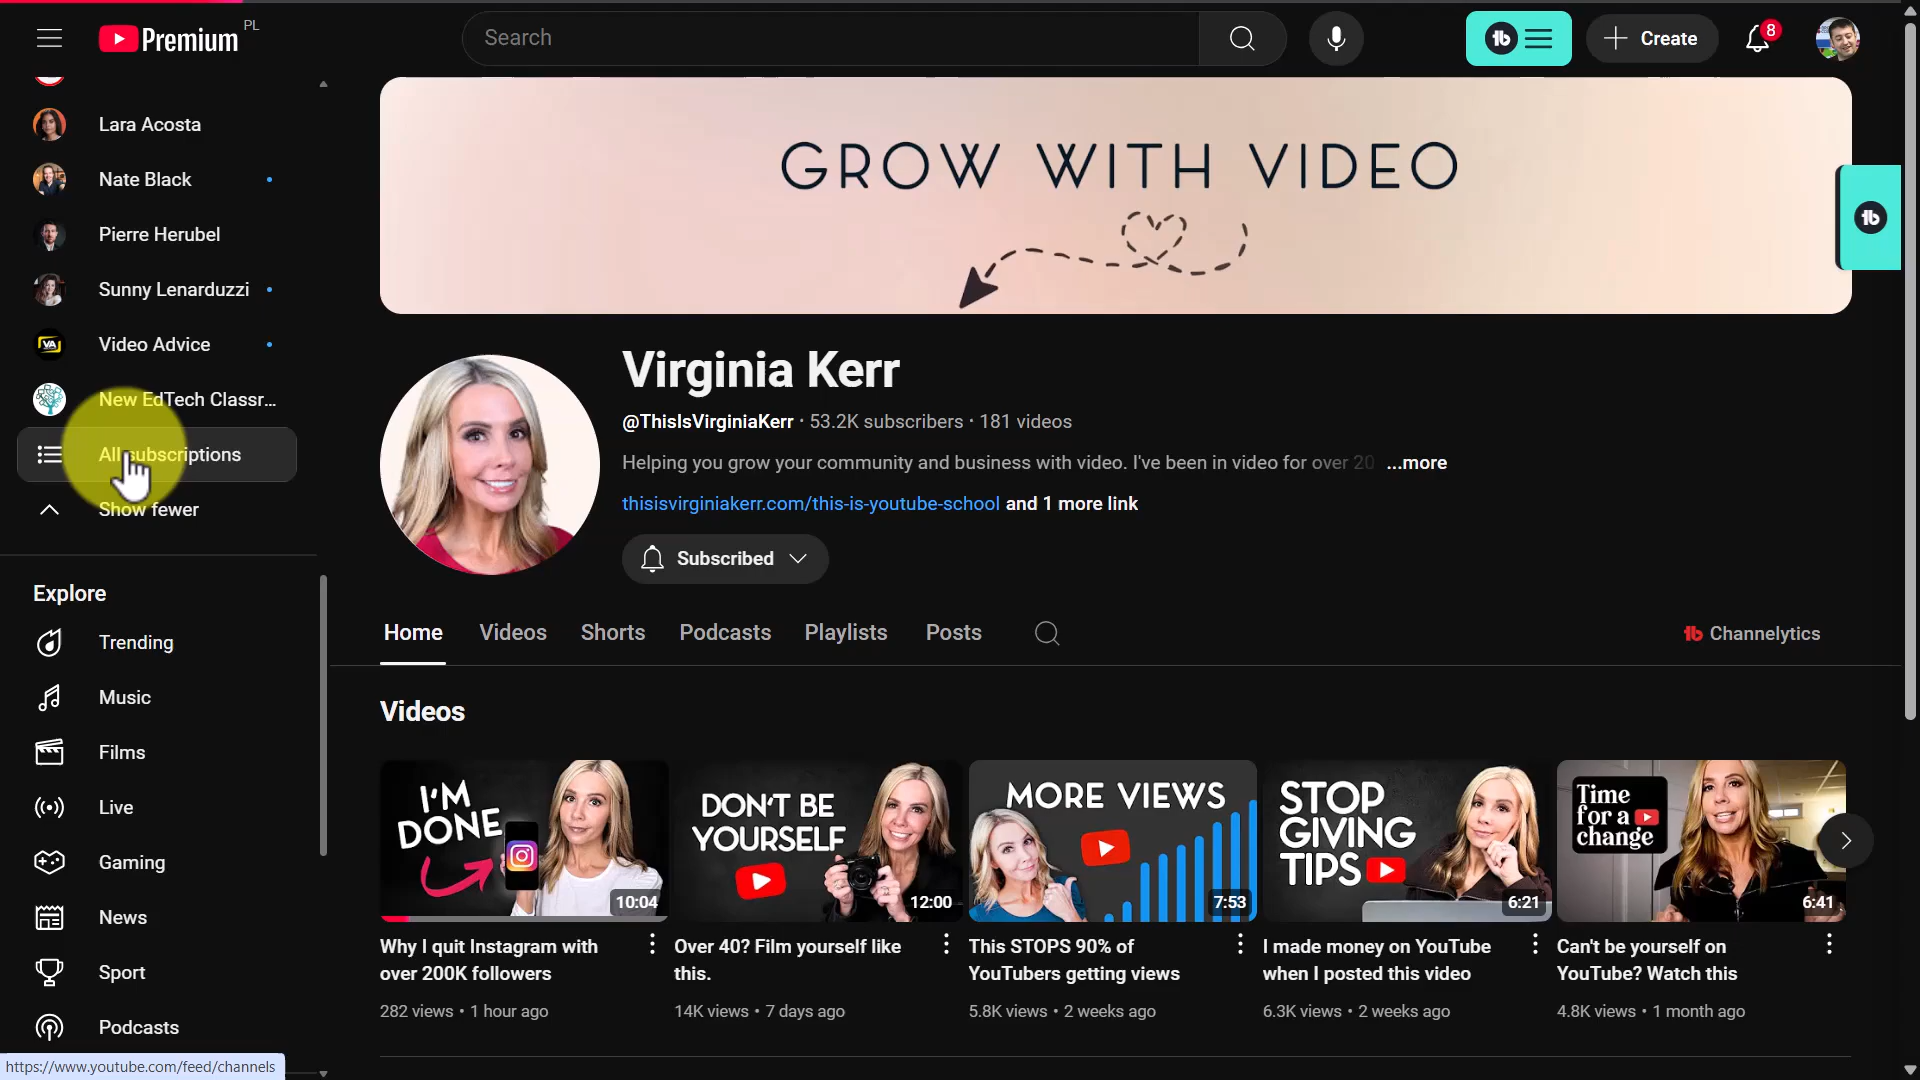 Premium
PL
Search
Create
8
Lara Acosta
Nate Black
Pierre Herubel
Sunny Lenarduzzi
VA
Video Advice
New EdTech Classr...
All subscriptions
Show fewer
Explore
Trending
Music
Films
Live
Gaming
News
Sport
Podcasts
https://www.youtube.com/feed/channels
GROW WITH VIDEO
Virginia Kerr
@ThisIsVirginiaKerr · 53.2K subscribers · 181 videos
Helping you grow your community and business with video. I've been in video for over 20 ...more
thisisvirginiakerr.com/this-is-youtube-school and 1 more link
Subscribed
Home
Videos
Shorts
Podcasts
Playlists
Posts
Channelytics
Videos
I'M
DONE
10:04
DON'T BE
YOURSELF
12:00
MORE VIEWS
7:53
STOP
GIVING
TIPS
6:21
Time
for a
change
6:41
Why I quit Instagram with
over 200K followers
282 views • 1 hour ago
Over 40? Film yourself like
this.
14K views • 7 days ago
This STOPS 90% of
YouTubers getting views
5.8K views • 2 weeks ago
I made money on YouTube
when I posted this video
6.3K views • 2 weeks ago
Can't be yourself on
YouTube? Watch this
4.8K views • 1 month ago